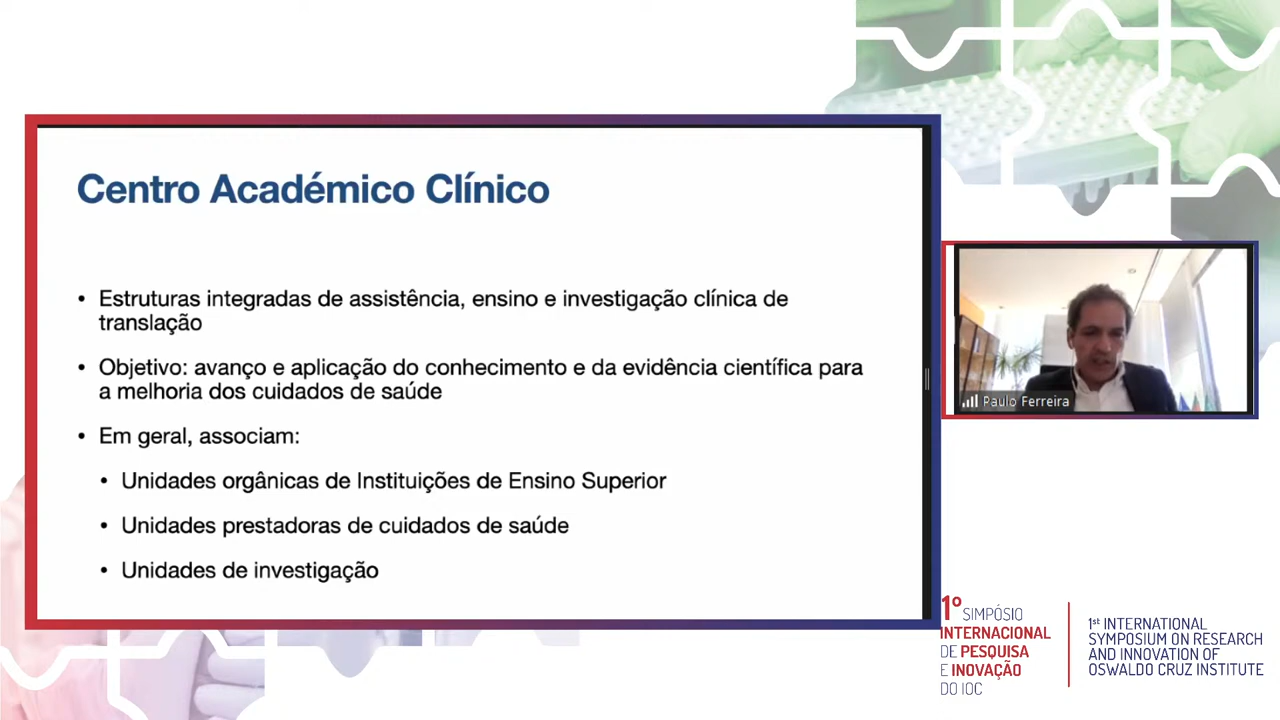 Centro Académico Clínico
• Estruturas integradas de assistência, ensino e investigação clínica de
translação
• Objetivo: avanço e aplicação do conhecimento e da evidência científica para
a melhoria dos cuidados de saúde
• Em geral, associam:
• Unidades orgânicas de Instituições de Ensino Superior
• Unidades prestadoras de cuidados de saúde
• Unidades de investigação
Paulo Ferreira
1º SIMPÓSIO
INTERNACIONAL
DE PESQUISA
E INOVAÇÃO
DO IOC
1st INTERNATIONAL
SYMPOSIUM ON RESEARCH
AND INNOVATION OF
OSWALDO CRUZ INSTITUTE